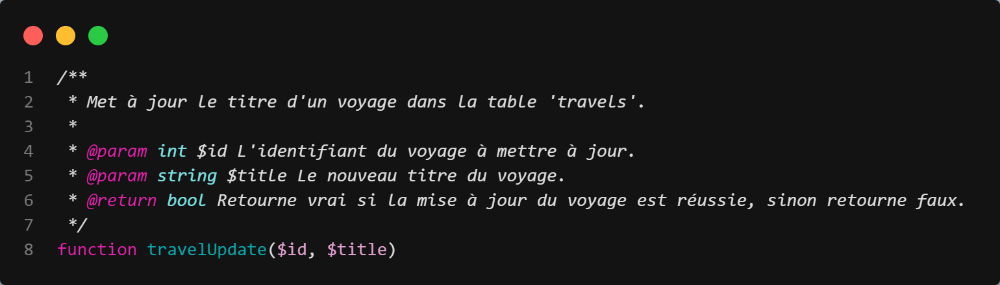 1 /**
2  * Met à jour le titre d'un voyage dans la table 'travels'.
3  *
4  * @param int $id L'identifiant du voyage à mettre à jour.
5  * @param string $title Le nouveau titre du voyage.
6  * @return bool Retourne vrai si la mise à jour du voyage est réussie, sinon retourne faux.
7  */
8 function travelUpdate($id, $title)